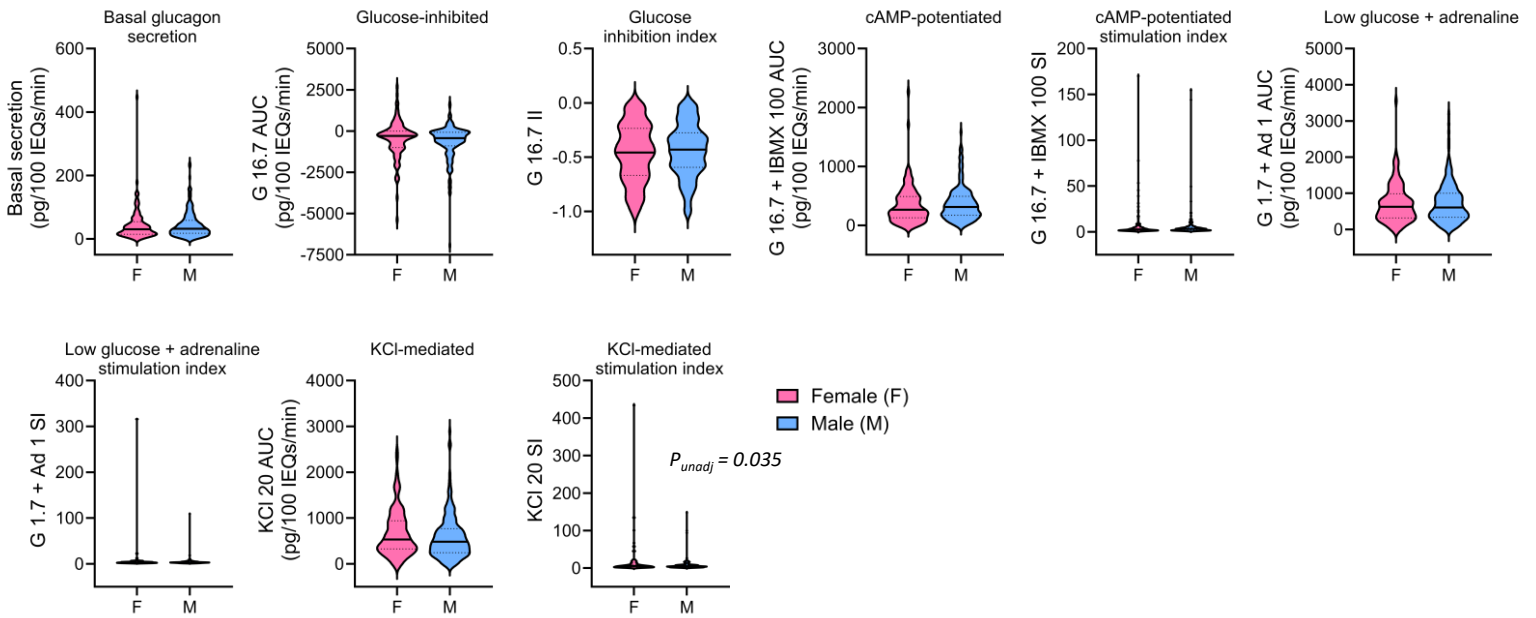 Basal glucagon
secretion
Basal secretion
(pg/100 IEQs/min)
600
400
200
0
F
M
Glucose-inhibited
G 16.7 AUC
(pg/100 IEQs/min)
5000
2500
0
-2500
-5000
-7500
F
M
Glucose
inhibition index
G 16.7 II
0.5
0.0
-0.5
-1.0
F
M
cAMP-potentiated
G 16.7 + IBMX 100 AUC
(pg/100 IEQs/min)
3000
2000
1000
0
F
M
cAMP-potentiated
stimulation index
G 16.7 + IBMX 100 SI
200
150
100
50
0
F
M
Low glucose + adrenaline
G 1.7 + Ad 1 AUC
(pg/100 IEQs/min)
5000
4000
3000
2000
1000
0
F
M
Low glucose + adrenaline
stimulation index
G 1.7 + Ad 1 SI
400
300
200
100
0
F
M
KCl-mediated
KCl 20 AUC
(pg/100 IEQs/min)
4000
3000
2000
1000
0
F
M
KCl-mediated
stimulation index
KCl 20 SI
500
400
300
200
100
0
F
M
P_unadj = 0.035
Female (F)
Male (M)